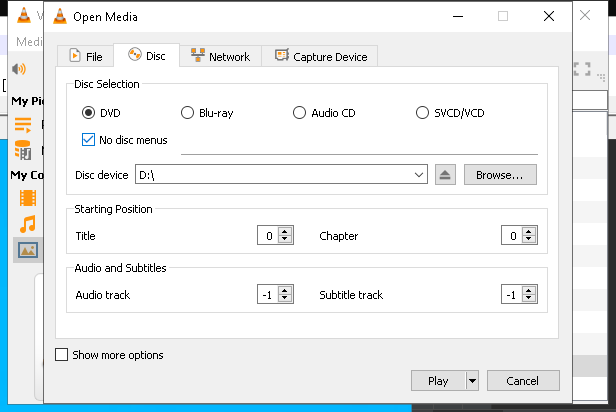 Open Media
Medi
File
Disc
Network
Capture Device
My Pi
My Co
Disc Selection
DVD
Blu-ray
Audio CD
SVCD/VCD
No disc menus
Disc device
D:\
Browse...
Starting Position
Title
0
Chapter
0
Audio and Subtitles
Audio track
-1
Subtitle track
-1
Show more options
Play
Cancel